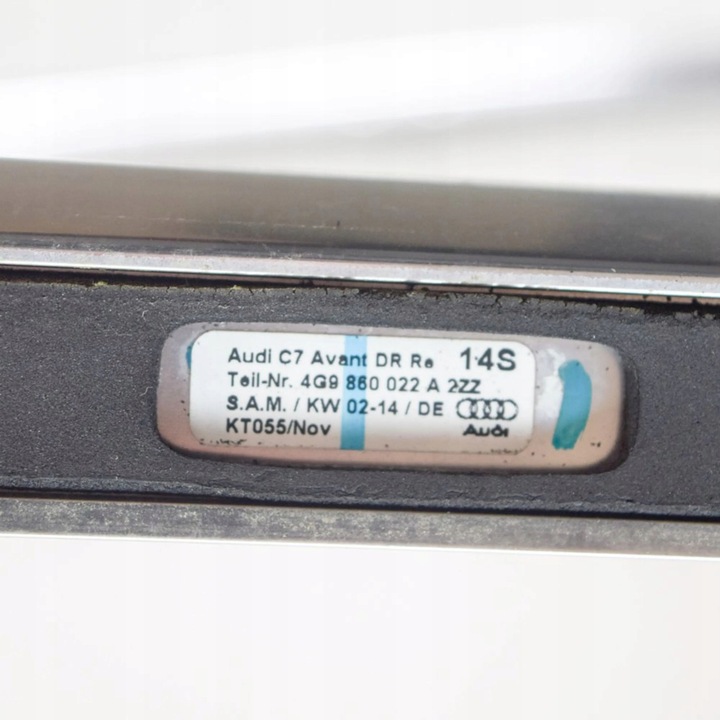 Audi C7 Avant DR Re 14S
Teil-Nr. 4G9 860 022 A 2ZZ
S.A.M. / KW 02-14 / DE
KT055/Nov
Audi